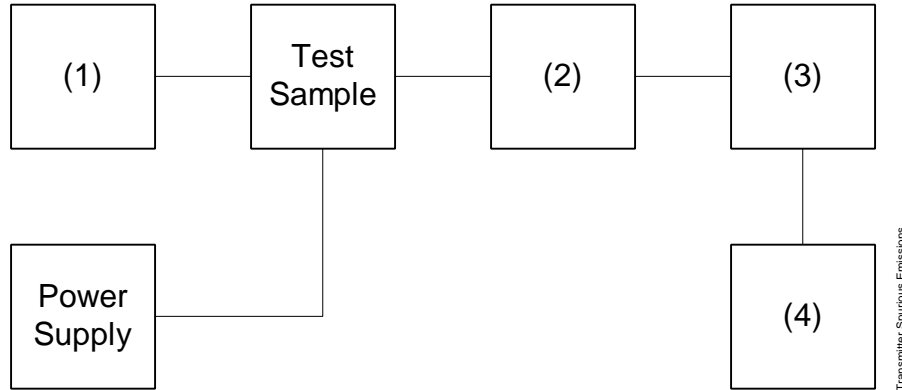 (1)
Test
Sample
(2)
(3)
Power
Supply
(4)
Transmitter Spurious Emissions